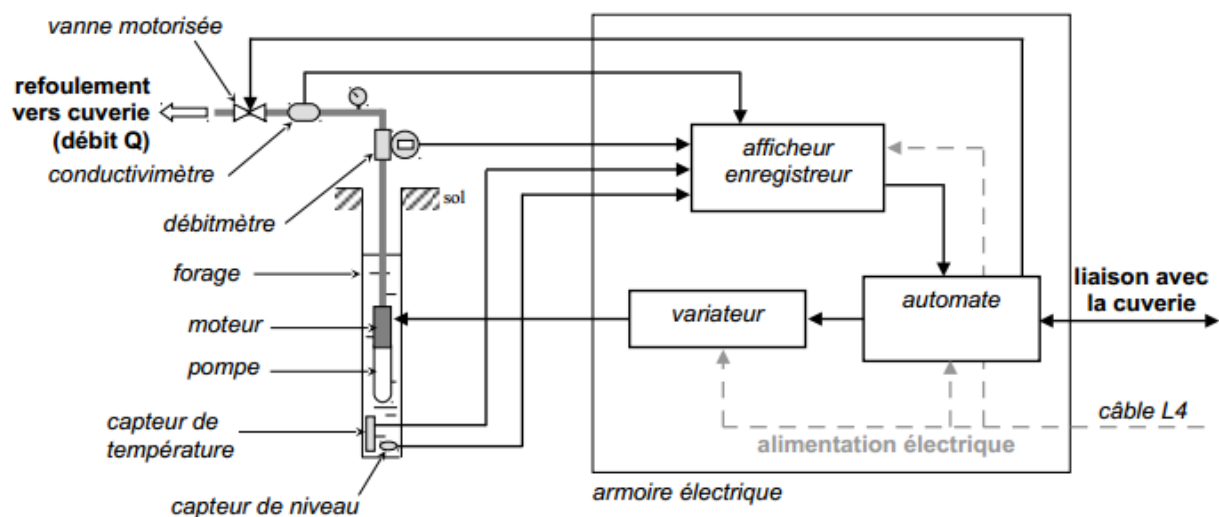 vanne motorisée
refoulement
vers cuverie
(débit Q)
conductivimètre
débitmètre
sol
forage
moteur
pompe
capteur de
température
capteur de niveau
afficheur
enregistreur
variateur
automate
liaison avec
la cuverie
câble L4
alimentation électrique
armoire électrique